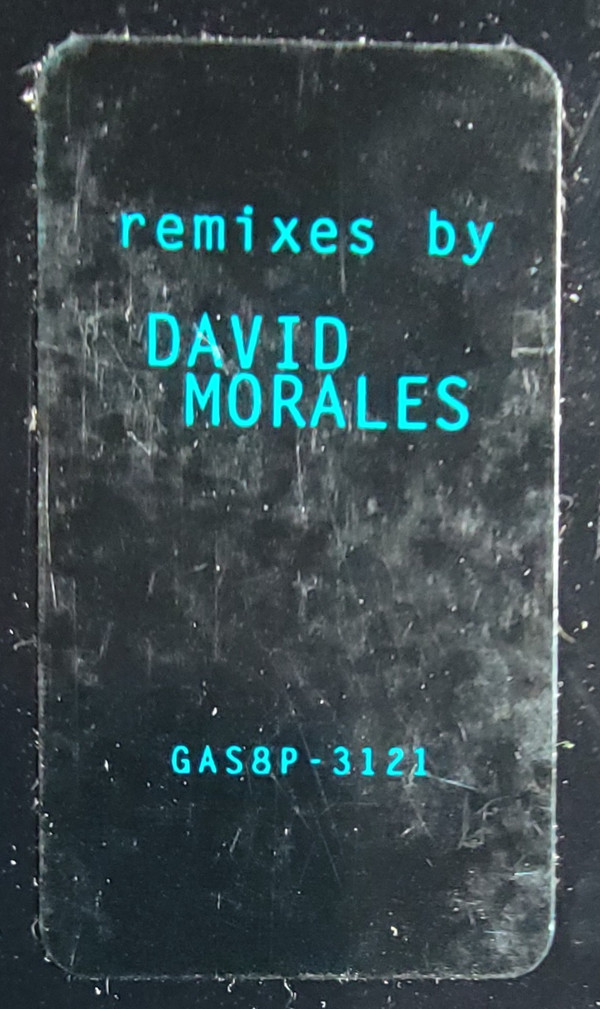 remixes by
DAVID
MORALES
GAS8P-3121